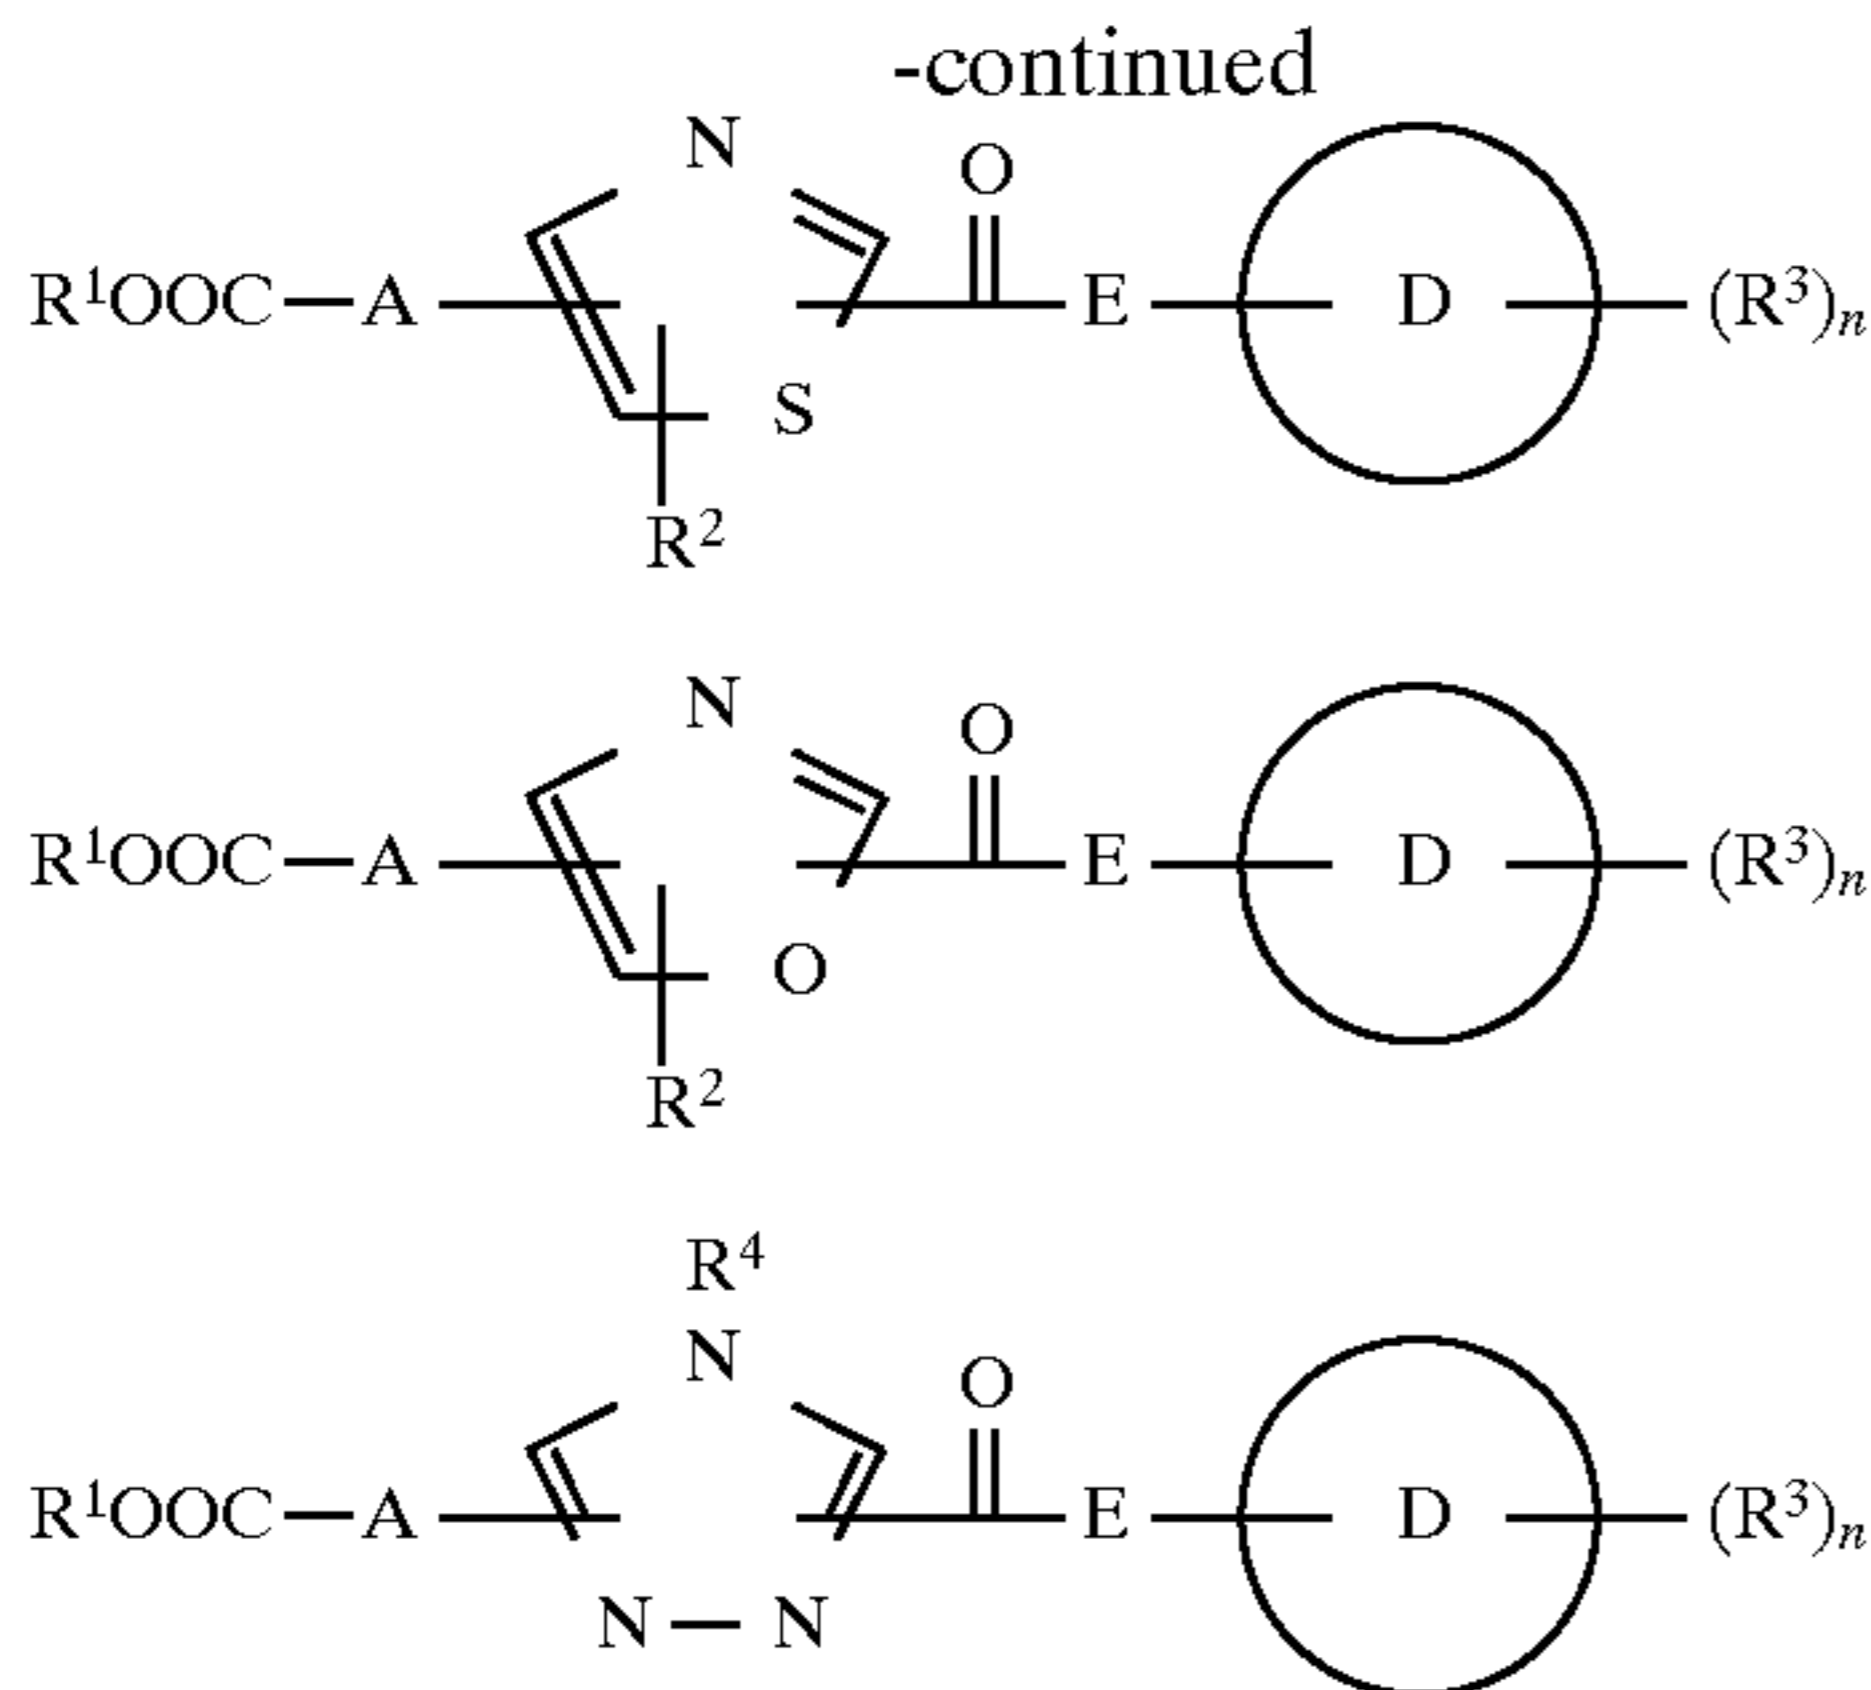 -continued
N
O
R¹OOC—A E D (R³)ₙ
S
R²
N
O
R¹OOC—A E D (R³)ₙ
O
R²
R⁴
N
O
R¹OOC—A E D (R³)ₙ
N—N